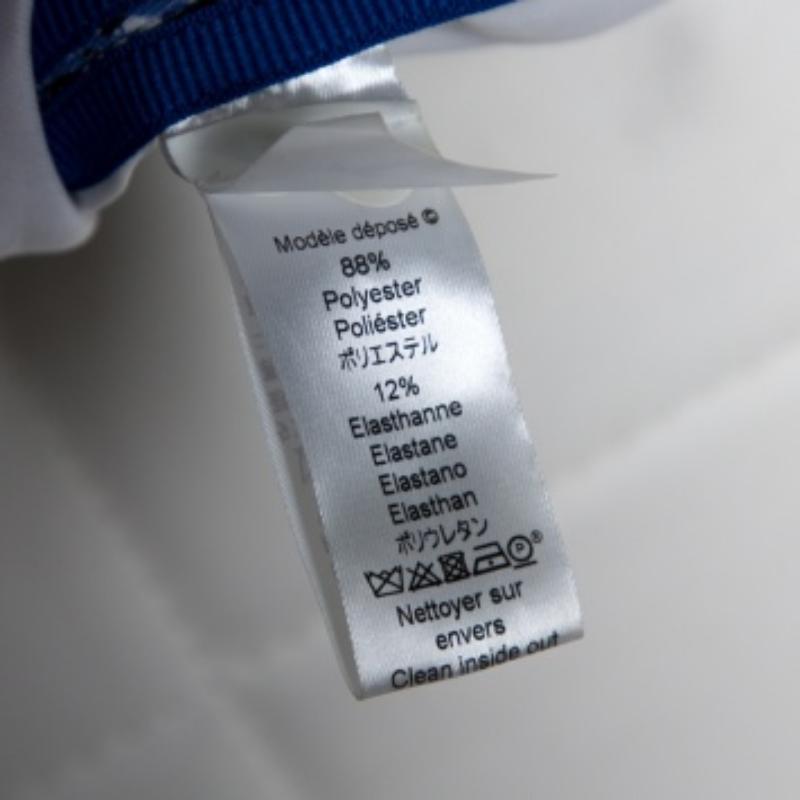 Modèle déposé ©
88%
Polyester
Poliéster
ポリエステル
12%
Elasthanne
Elastane
Elastano
Elasthan
ポリウレタン
P ®
Nettoyer sur
envers
Clean inside out